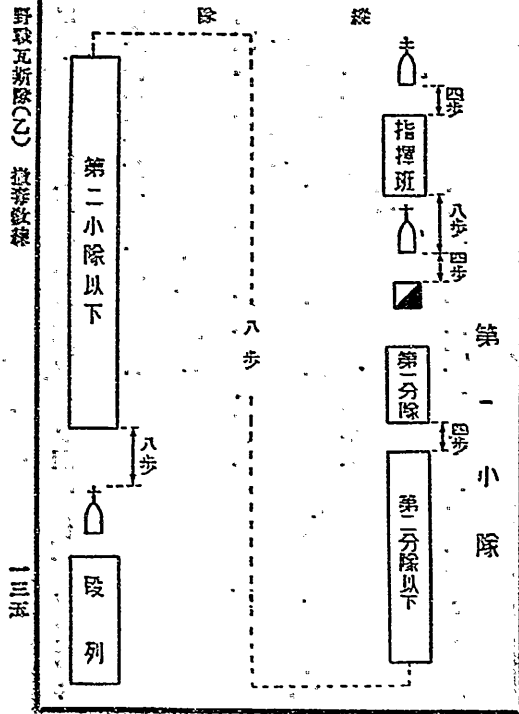 縱隊
第一小隊
四步
指揮班
八步
四步
第一分隊
四步
第二分隊以下
八步
第二小隊以下
八步
段列
野戰瓦斯隊(乙) 教練
一三五